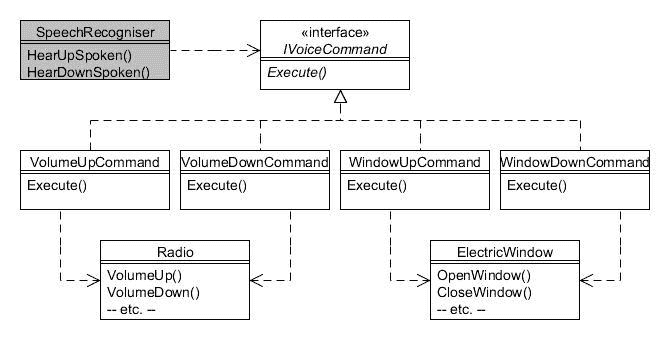 SpeechRecogniser
HearUpSpoken()
HearDownSpoken()
«interface»
IVoiceCommand
Execute()
VolumeUpCommand
Execute()
VolumeDownCommand
Execute()
WindowUpCommand
Execute()
WindowDownCommand
Execute()
Radio
VolumeUp()
VolumeDown()
-- etc. --
ElectricWindow
OpenWindow()
CloseWindow()
-- etc. --